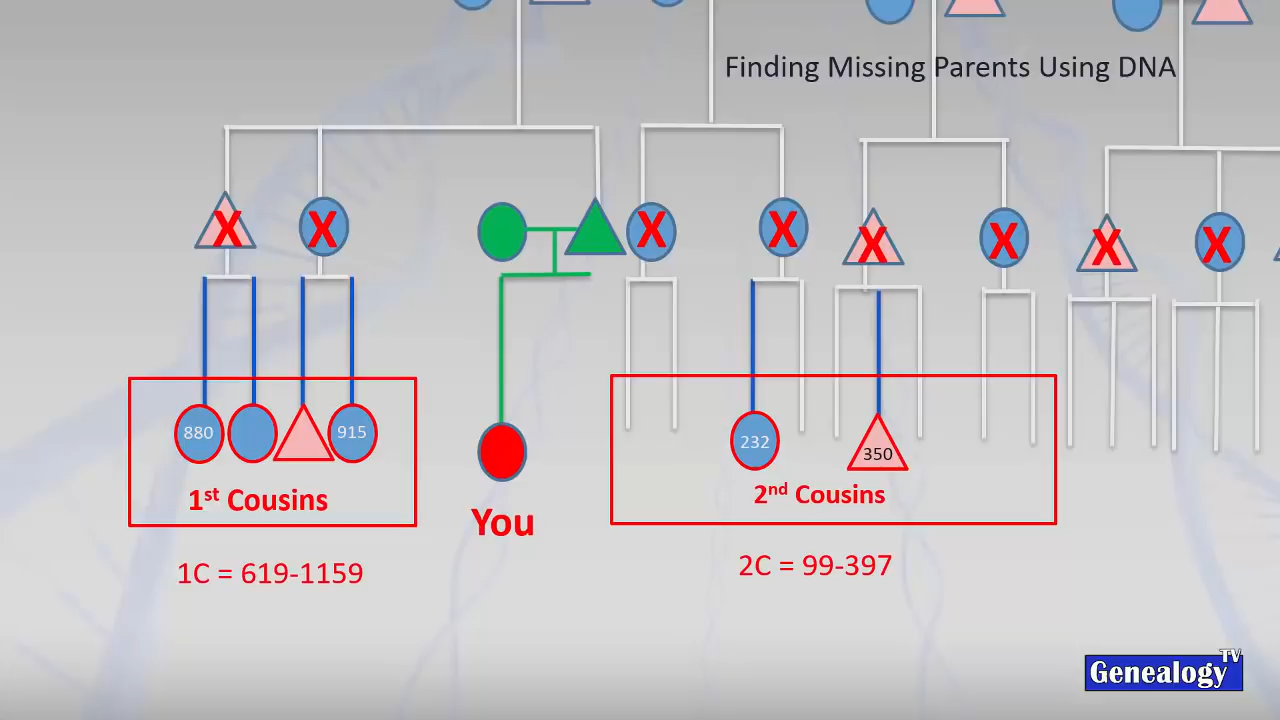 Finding Missing Parents Using DNA
X X X X X X X X
880 915 232 350
1st Cousins
You
2nd Cousins
1C = 619-1159
2C = 99-397
Genealogy TV